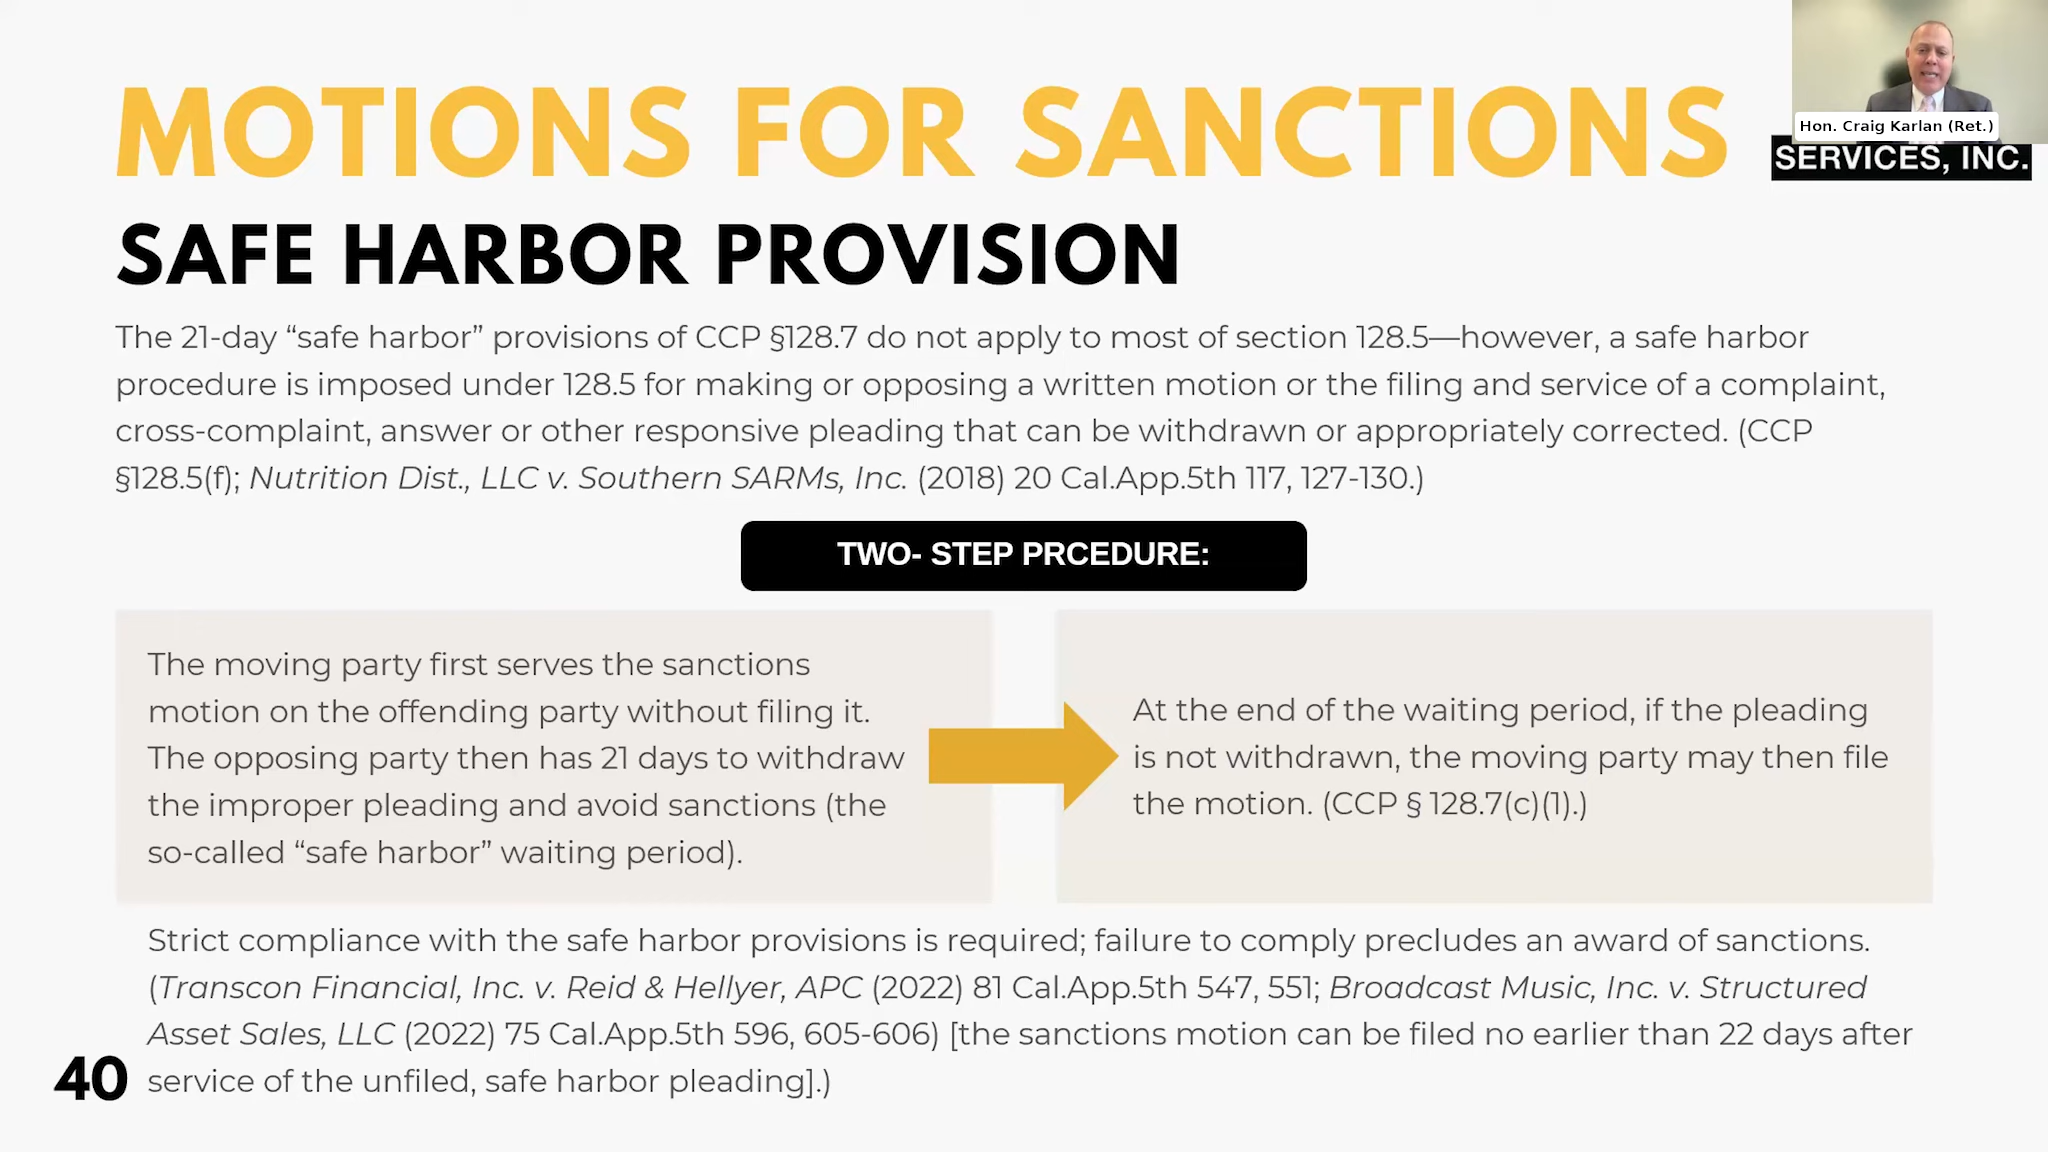 MOTIONS FOR SANCTIONS
Hon. Craig Karlan (Ret.)
SERVICES, INC.
SAFE HARBOR PROVISION
The 21-day “safe harbor” provisions of CCP §128.7 do not apply to most of section 128.5—however, a safe harbor
procedure is imposed under 128.5 for making or opposing a written motion or the filing and service of a complaint,
cross-complaint, answer or other responsive pleading that can be withdrawn or appropriately corrected. (CCP
§128.5(f); Nutrition Dist., LLC v. Southern SARMs, Inc. (2018) 20 Cal.App.5th 117, 127-130.)
TWO- STEP PRCEDURE:
The moving party first serves the sanctions
motion on the offending party without filing it.
The opposing party then has 21 days to withdraw
the improper pleading and avoid sanctions (the
so-called “safe harbor” waiting period).
At the end of the waiting period, if the pleading
is not withdrawn, the moving party may then file
the motion. (CCP § 128.7(c)(1).)
Strict compliance with the safe harbor provisions is required; failure to comply precludes an award of sanctions.
(Transcon Financial, Inc. v. Reid & Hellyer, APC (2022) 81 Cal.App.5th 547, 551; Broadcast Music, Inc. v. Structured
Asset Sales, LLC (2022) 75 Cal.App.5th 596, 605-606) [the sanctions motion can be filed no earlier than 22 days after
service of the unfiled, safe harbor pleading].)
40